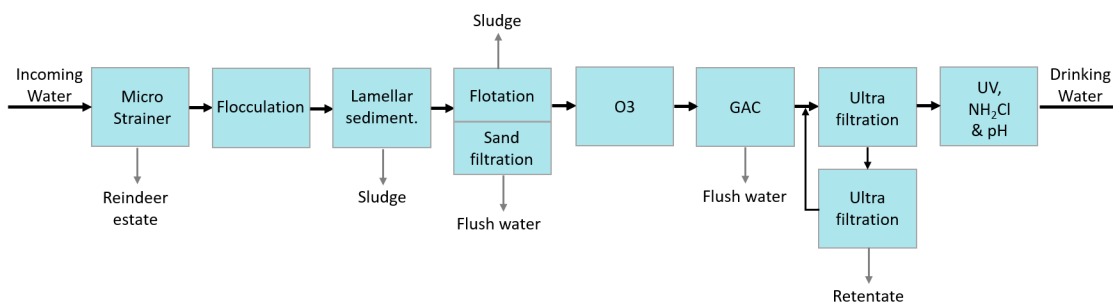 Sludge
Incoming
Water
Micro
Strainer
Flocculation
Lamellar
sediment.
Flotation
Sand
filtration
O3
GAC
Ultra
filtration
UV,
NH₂Cl
& pH
Drinking
Water
Reindeer
estate
Sludge
Flush water
Flush water
Ultra
filtration
Retentate